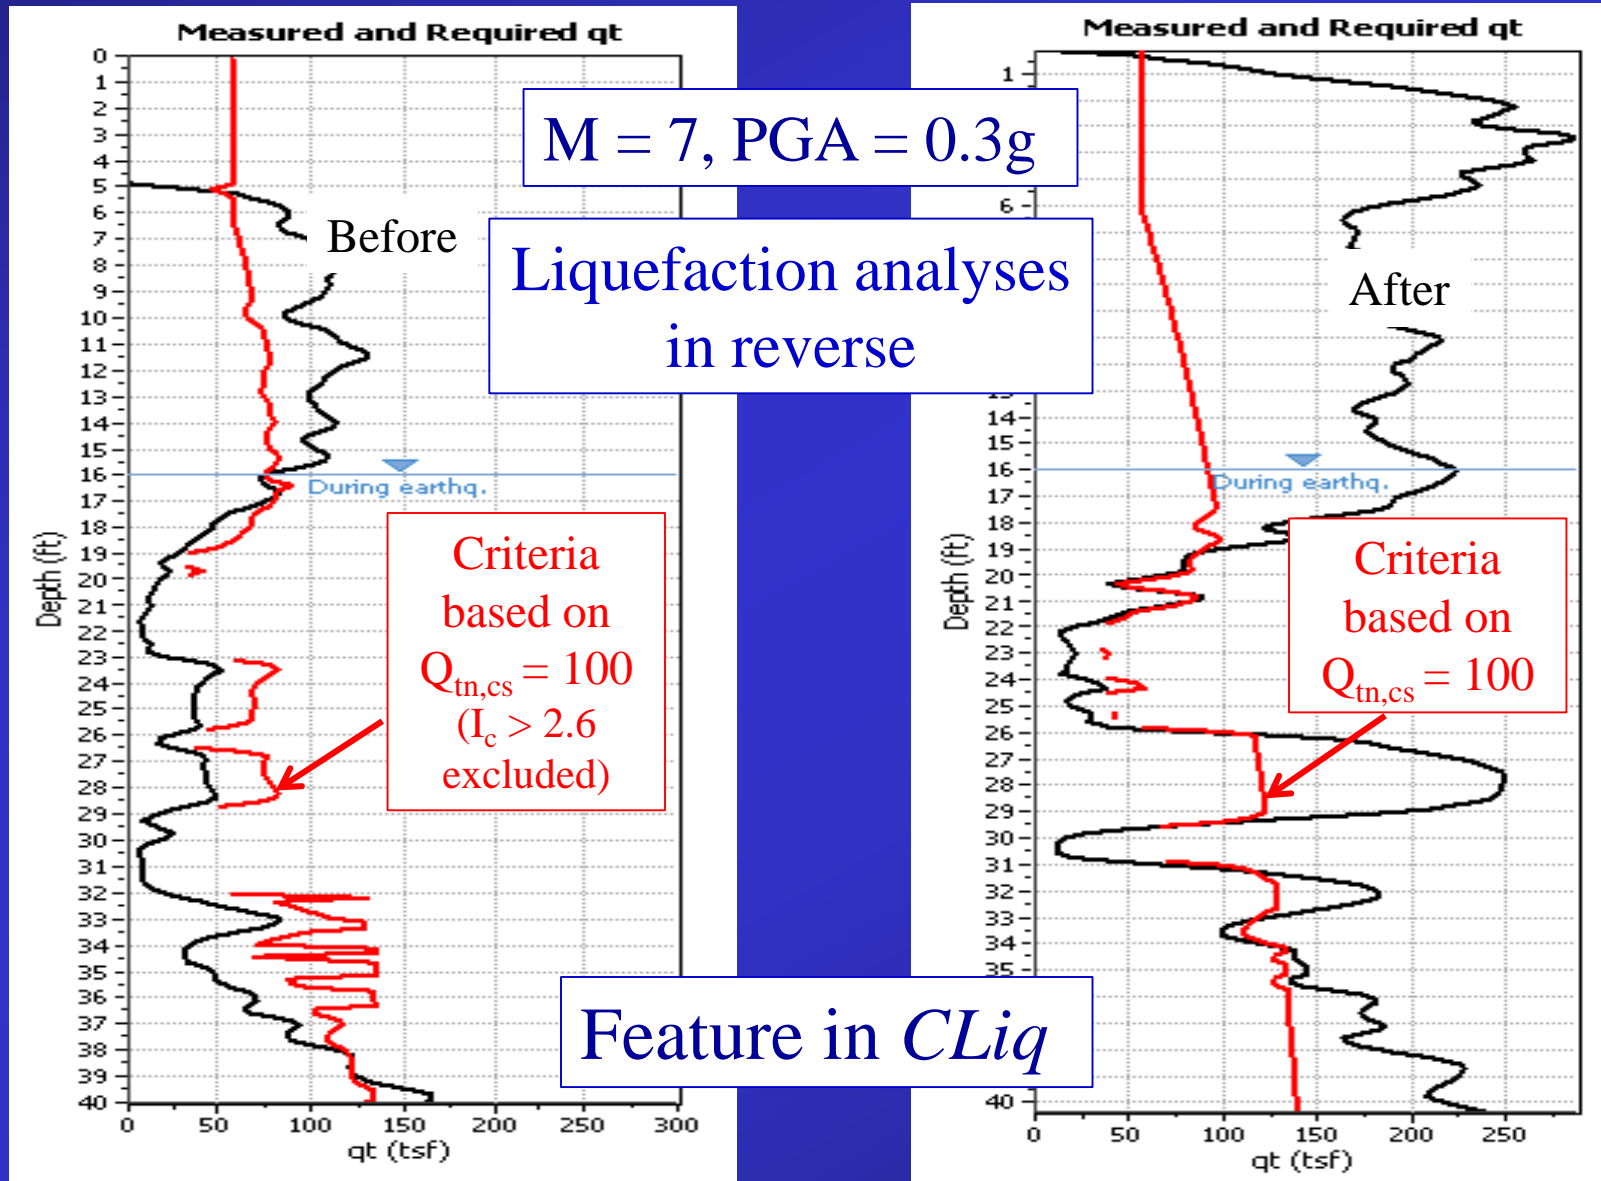 Measured and Required qt
0
1
2
3
4
5
6
7
8
9
10
11
12
13
14
15
16
17
18
19
20
21
22
23
24
25
26
27
28
29
30
31
32
33
34
35
36
37
38
39
40
Depth (ft)
Before
During earthq.
Criteria
based on
Qtn,cs = 100
(Ic > 2.6
excluded)
0 50 100 150 200 250 300
qt (tsf)
M = 7, PGA = 0.3g
Liquefaction analyses
in reverse
Feature in CLiq
Measured and Required qt
1
6
15
16
17
18
19
20
21
22
23
24
25
26
27
28
29
30
31
32
33
34
35
40
Depth (ft)
After
During earthq.
Criteria
based on
Qtn,cs = 100
0 50 100 150 200 250
qt (tsf)